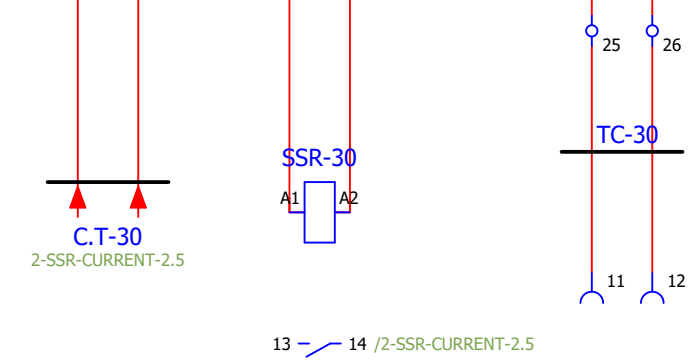 25 26
TC-30
SSR-30
A1 A2
C.T-30
2-SSR-CURRENT-2.5
11 12
13 14 /2-SSR-CURRENT-2.5